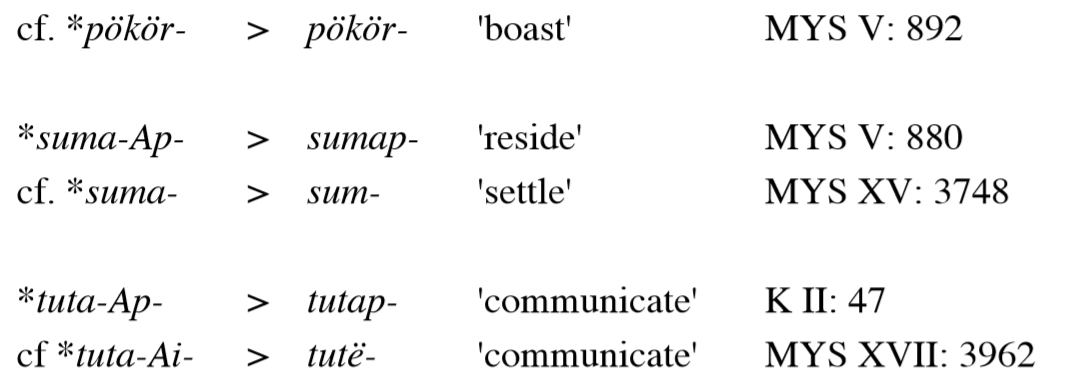 cf. *pökör- > pökör- 'boast' MYS V: 892
*suma-Ap- > sumap- 'reside' MYS V: 880
cf. *suma- > sum- 'settle' MYS XV: 3748
*tuta-Ap- > tutap- 'communicate' K II: 47
cf *tuta-Ai- > tutë- 'communicate' MYS XVII: 3962